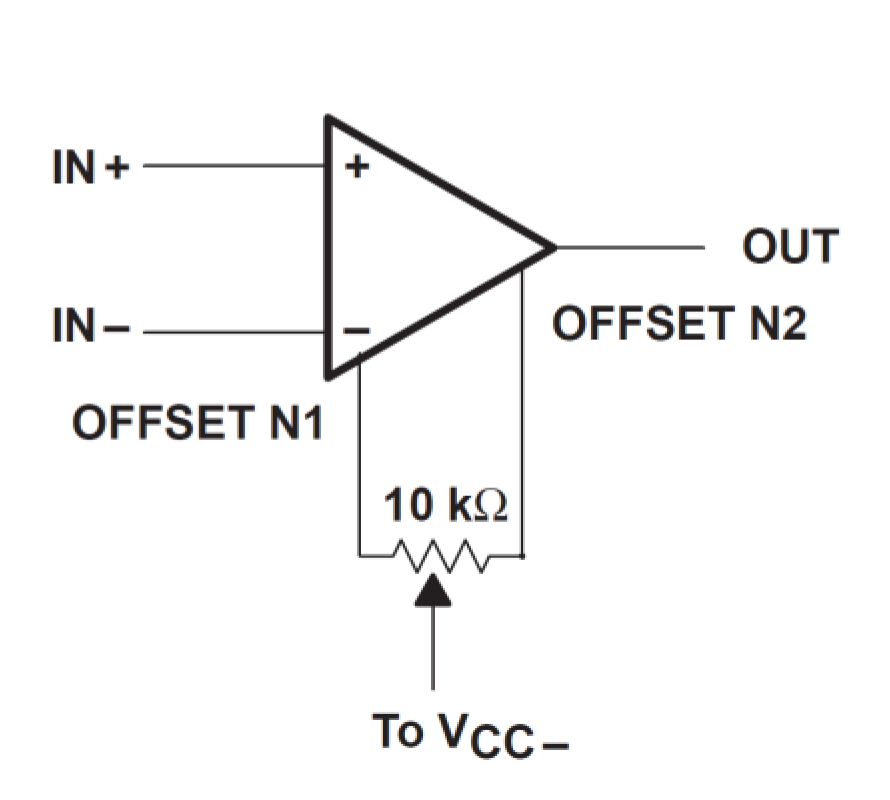 IN +
+
OUT
IN –
–
OFFSET N2
OFFSET N1
10 kΩ
To VCC –